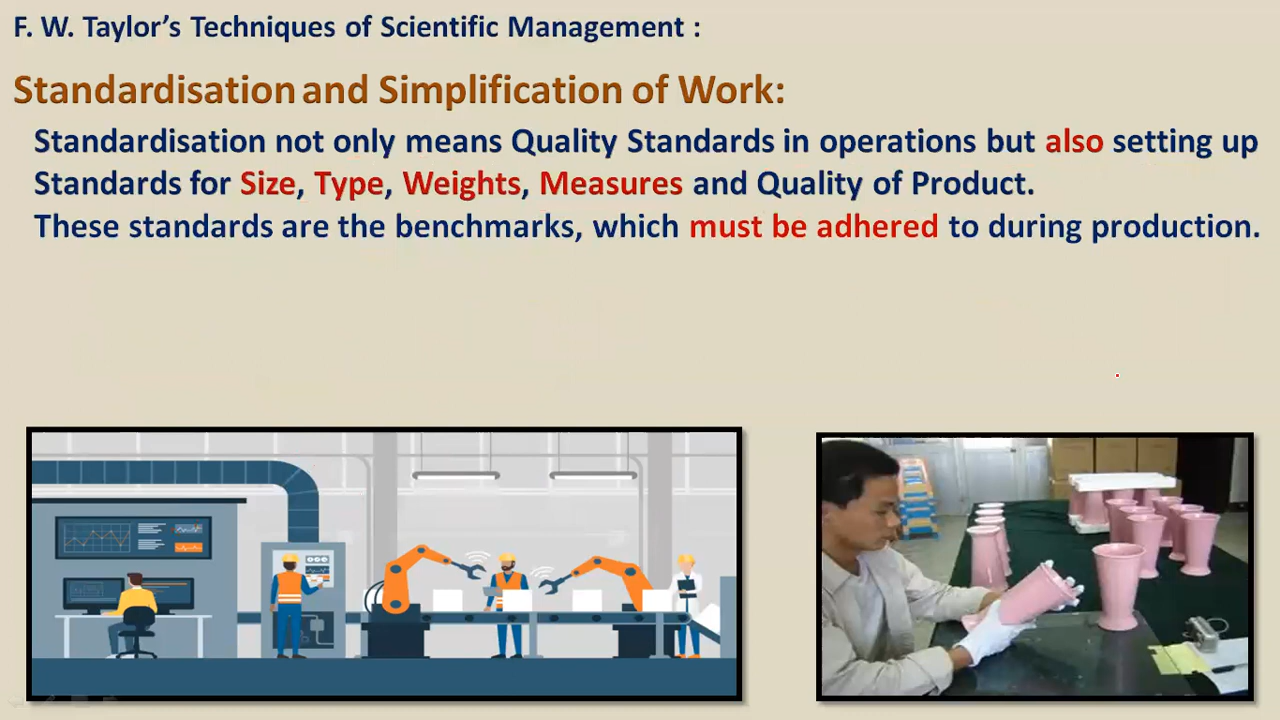 F. W. Taylor’s Techniques of Scientific Management :
Standardisation and Simplification of Work:
Standardisation not only means Quality Standards in operations but also setting up
Standards for Size, Type, Weights, Measures and Quality of Product.
These standards are the benchmarks, which must be adhered to during production.